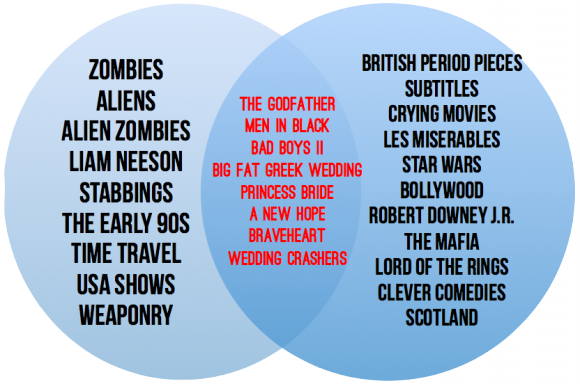 ZOMBIES
ALIENS
ALIEN ZOMBIES
LIAM NEESON
STABBINGS
THE EARLY 90S
TIME TRAVEL
USA SHOWS
WEAPONRY
THE GODFATHER
MEN IN BLACK
BAD BOYS II
BIG FAT GREEK WEDDING
PRINCESS BRIDE
A NEW HOPE
BRAVEHEART
WEDDING CRASHERS
BRITISH PERIOD PIECES
SUBTITLES
CRYING MOVIES
LES MISERABLES
STAR WARS
BOLLYWOOD
ROBERT DOWNEY J.R.
THE MAFIA
LORD OF THE RINGS
CLEVER COMEDIES
SCOTLAND